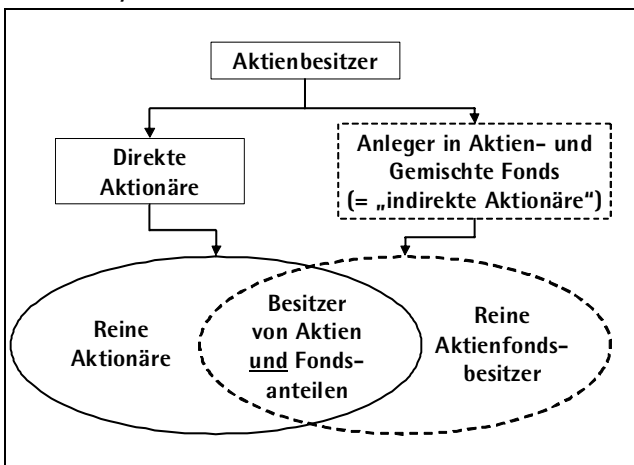 Aktienbesitzer
Direkte
Aktionäre
Anleger in Aktien- und
Gemischte Fonds
(= „indirekte Aktionäre“)
Reine
Aktionäre
Besitzer
von Aktien
und Fonds-
anteilen
Reine
Aktienfonds-
besitzer